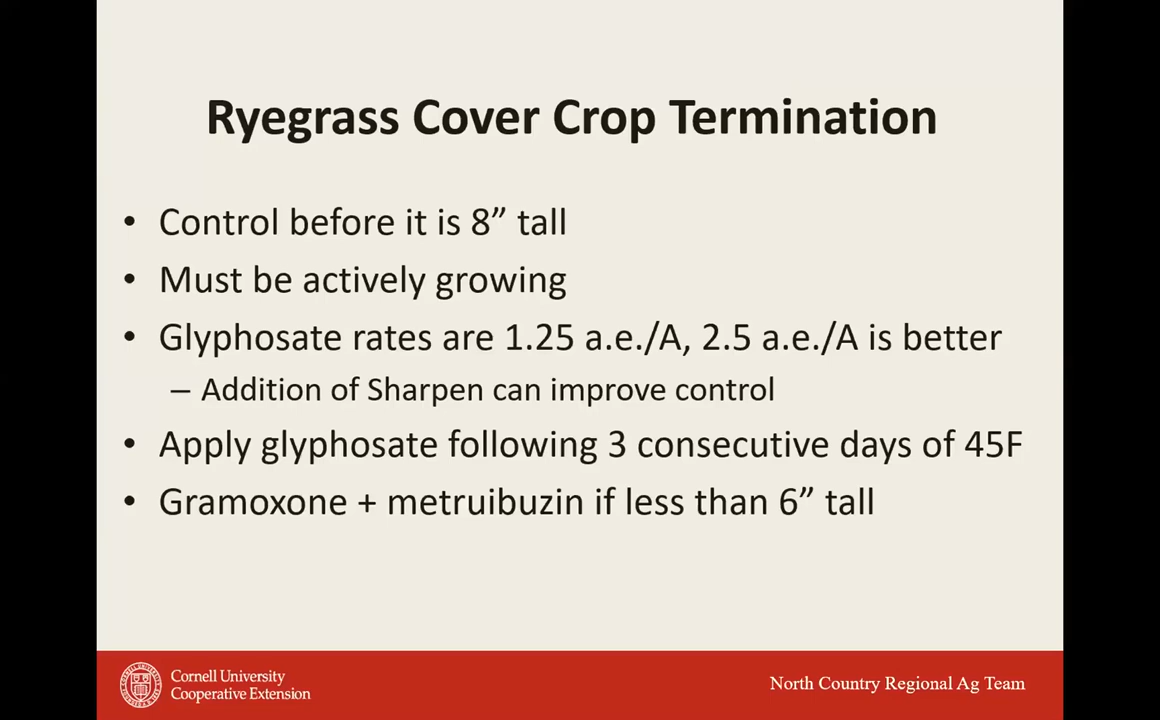 Ryegrass Cover Crop Termination
• Control before it is 8” tall
• Must be actively growing
• Glyphosate rates are 1.25 a.e./A, 2.5 a.e./A is better
– Addition of Sharpen can improve control
• Apply glyphosate following 3 consecutive days of 45F
• Gramoxone + metruibuzin if less than 6” tall
Cornell University
Cooperative Extension
North Country Regional Ag Team